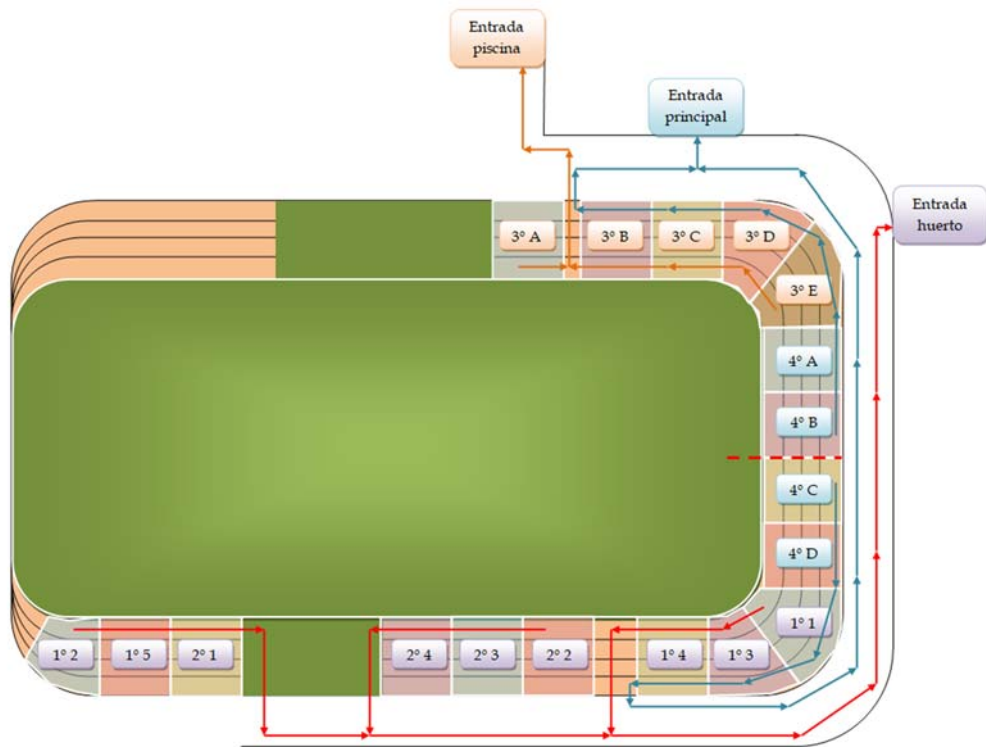 Entrada
piscina
Entrada
principal
Entrada
huerto
3º A
3º B
3º C
3º D
3º E
4º A
4º B
4º C
4º D
1º 1
1º 2
1º 5
2º 1
2º 4
2º 3
2º 2
1º 4
1º 3